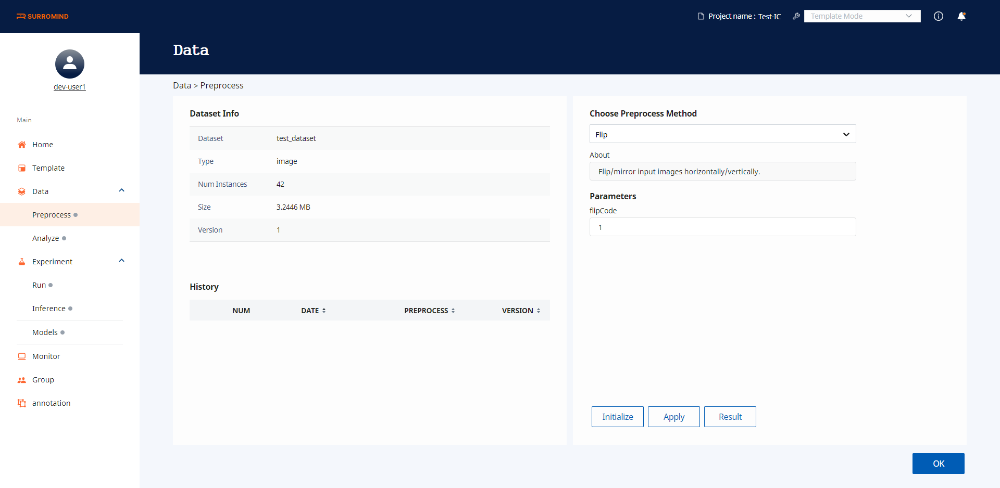 SURROMIND
Project name : Test-IC
Template Mode
Data
dev-user1
Main
Home
Template
Data
Preprocess
Analyze
Experiment
Run
Inference
Models
Monitor
Group
annotation
Data > Preprocess
Dataset Info
Dataset test_dataset
Type image
Num Instances 42
Size 3.2446 MB
Version 1
History
NUM DATE PREPROCESS VERSION
Choose Preprocess Method
Flip
About
Flip/mirror input images horizontally/vertically.
Parameters
flipCode
1
Initialize Apply Result
OK